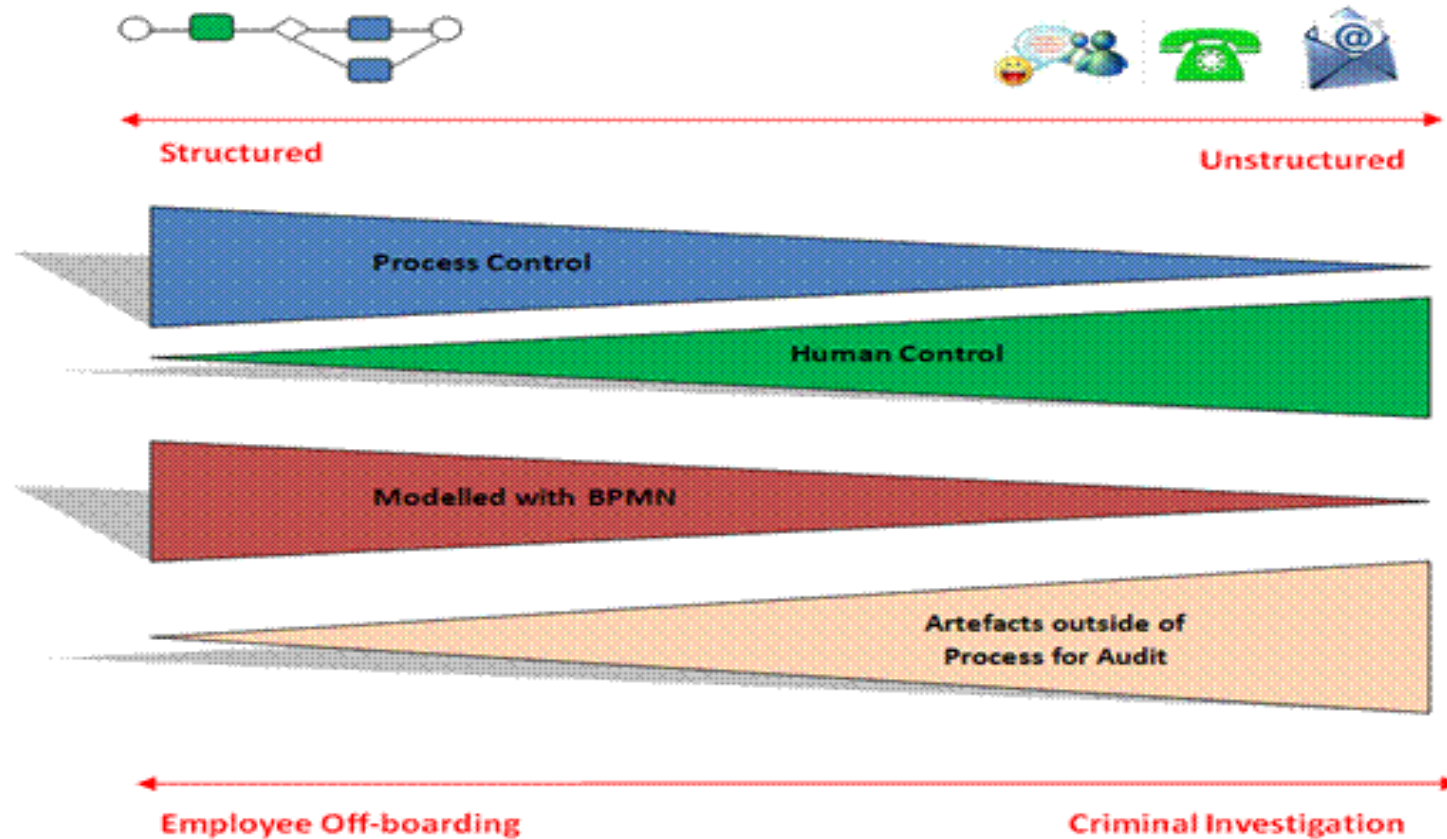 @
Structured
Unstructured
Process Control
Human Control
Modelled with BPMN
Artefacts outside of
Process for Audit
Employee Off-boarding
Criminal Investigation